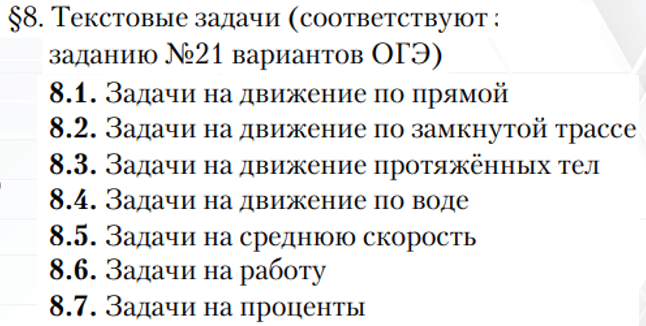 §8. Текстовые задачи (соответствуют
заданию №21 вариантов ОГЭ)
8.1. Задачи на движение по прямой
8.2. Задачи на движение по замкнутой трассе
8.3. Задачи на движение протяжённых тел
8.4. Задачи на движение по воде
8.5. Задачи на среднюю скорость
8.6. Задачи на работу
8.7. Задачи на проценты